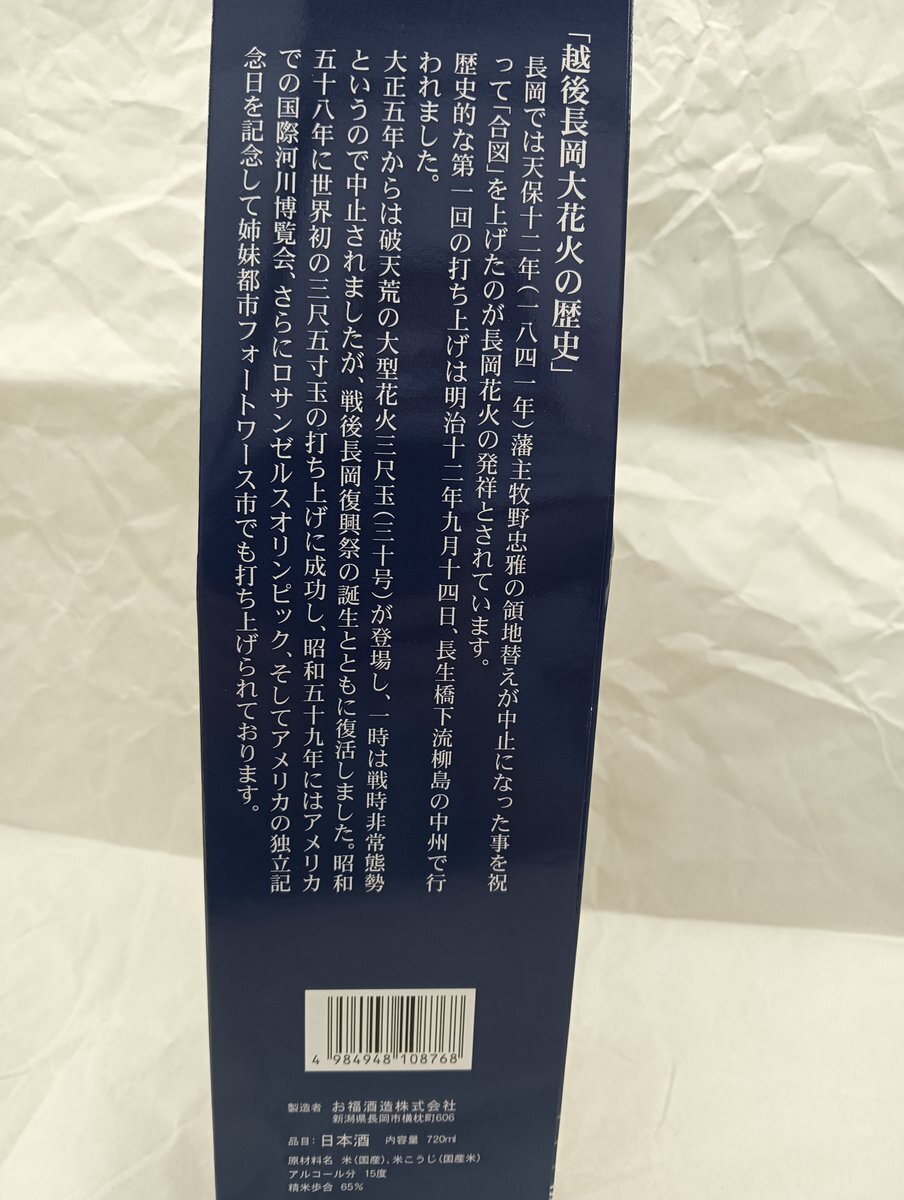 「越後長岡大花火の歴史」
長岡では天保十二年(一八四一年)藩主牧野忠雅の領地替えが中止になった事を祝
って「合図」を上げたのが長岡花火の発祥とされています。
歴史的な第一回の打ち上げは明治十二年九月十四日、長生橋下流柳島の中州で行
われました。
大正五年からは破天荒の大型花火三尺玉(三十号)が登場し、一時は戦時非常態勢
というので中止されましたが、戦後長岡復興祭の誕生とともに復活しました。昭和
五十八年に世界初の三尺五寸玉の打ち上げに成功し、昭和五十九年にはアメリカ
での国際河川博覧会、さらにロサンゼルスオリンピック、そしてアメリカの独立記
念日を記念して姉妹都市フォートワース市でも打ち上げられております。
4 984948 108768
製造者 お福酒造株式会社
新潟県長岡市横枕町606
品目:日本酒 内容量 720ml
原材料名 米(国産)、米こうじ(国産米)
アルコール分 15度
精米歩合 65%